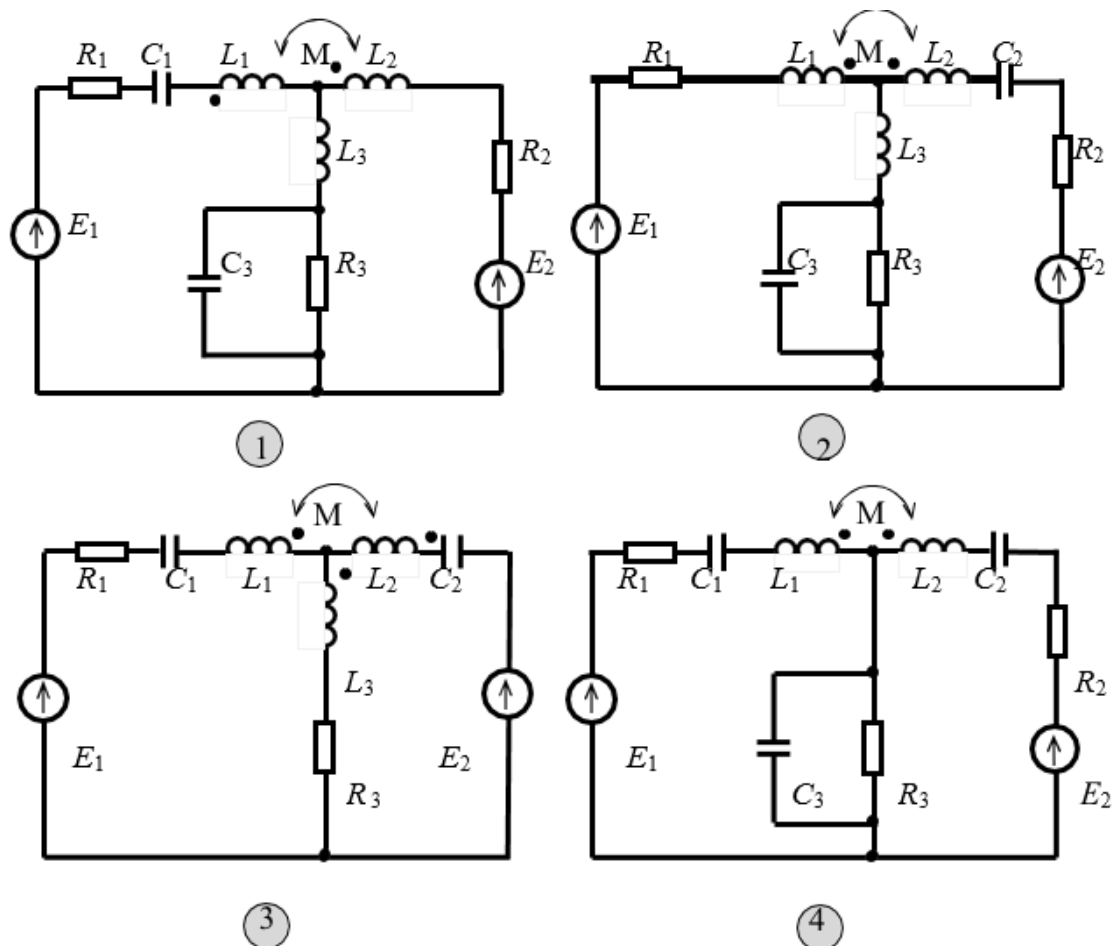 R1 C1 L1 M L2
L3
R2
E1
C3 R3 E2
1
R1 L1 M L2 C2
L3
R2
E1
C3 R3 E2
2
M
R1 C1 L1 L2 C2
L3
E1 E2
R3
3
M
R1 C1 L1 L2 C2
R2
E1
C3 R3 E2
4